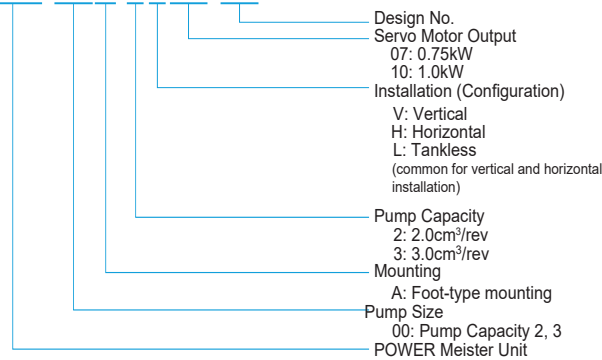 Design No.
Servo Motor Output
07: 0.75kW
10: 1.0kW
Installation (Configuration)
V: Vertical
H: Horizontal
L: Tankless
(common for vertical and horizontal
installation)
Pump Capacity
2: 2.0cm³/rev
3: 3.0cm³/rev
Mounting
A: Foot-type mounting
Pump Size
00: Pump Capacity 2, 3
POWER Meister Unit